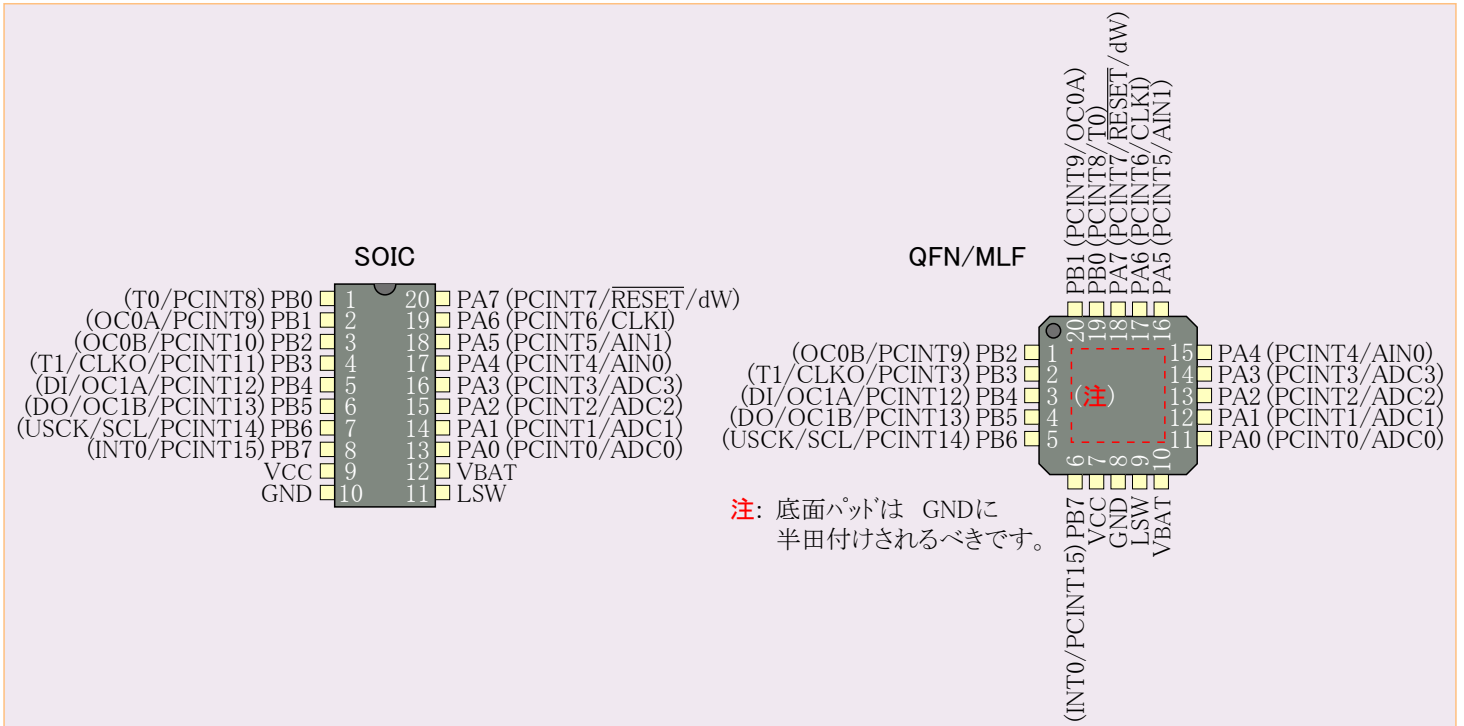 SOIC
(T0/PCINT8) PB0 1 20 PA7 (PCINT7/RESET/dW)
(OC0A/PCINT9) PB1 2 19 PA6 (PCINT6/CLKI)
(OC0B/PCINT10) PB2 3 18 PA5 (PCINT5/AIN1)
(T1/CLKO/PCINT11) PB3 4 17 PA4 (PCINT4/AIN0)
(DI/OC1A/PCINT12) PB4 5 16 PA3 (PCINT3/ADC3)
(DO/OC1B/PCINT13) PB5 6 15 PA2 (PCINT2/ADC2)
(USCK/SCL/PCINT14) PB6 7 14 PA1 (PCINT1/ADC1)
(INT0/PCINT15) PB7 8 13 PA0 (PCINT0/ADC0)
VCC 9 12 VBAT
GND 10 11 LSW
QFN/MLF
PB1 (PCINT9/OC0A)
PB0 (PCINT8/T0)
PA7 (PCINT7/RESET/dW)
PA6 (PCINT6/CLKI)
PA5 (PCINT5/AIN1)
20 19 18 17 16
(OC0B/PCINT9) PB2 1 15 PA4 (PCINT4/AIN0)
(T1/CLKO/PCINT3) PB3 2 14 PA3 (PCINT3/ADC3)
(DI/OC1A/PCINT12) PB4 3 (注) 13 PA2 (PCINT2/ADC2)
(DO/OC1B/PCINT13) PB5 4 12 PA1 (PCINT1/ADC1)
(USCK/SCL/PCINT14) PB6 5 11 PA0 (PCINT0/ADC0)
6 7 8 9 10
(INT0/PCINT15) PB7
VCC
GND
LSW
VBAT
注: 底面ﾊﾟｯﾄﾞは GNDに
半田付けされるべきです。